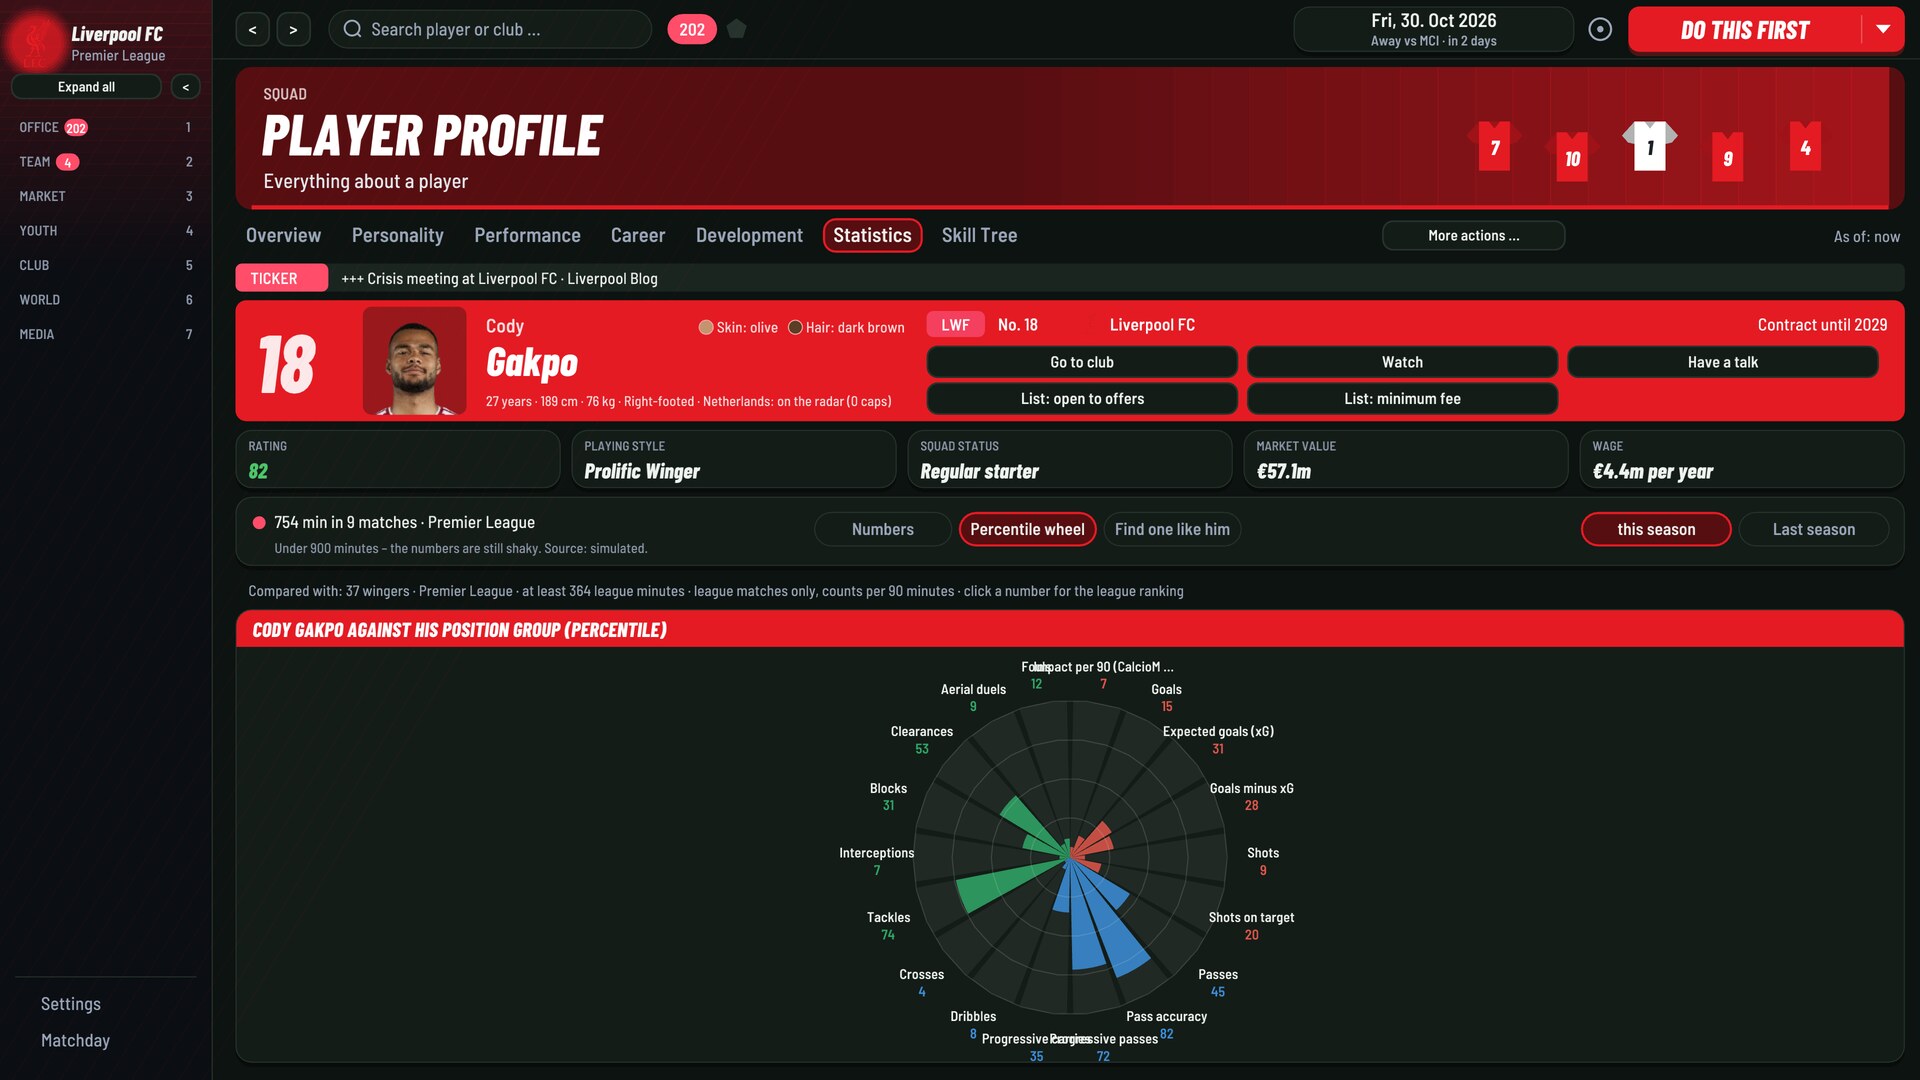 Liverpool FC
Premier League
Expand all
<
OFFICE 202 1
TEAM 4 2
MARKET 3
YOUTH 4
CLUB 5
WORLD 6
MEDIA 7
Settings
Matchday
< >
Search player or club ...
202
Fri, 30. Oct 2026
Away vs MCI · in 2 days
DO THIS FIRST
SQUAD
PLAYER PROFILE
Everything about a player
7 10 1 9 4
Overview Personality Performance Career Development Statistics Skill Tree
More actions ...
As of: now
TICKER
+++ Crisis meeting at Liverpool FC · Liverpool Blog
18
Cody
Gakpo
Skin: olive Hair: dark brown
27 years · 189 cm · 76 kg · Right-footed · Netherlands: on the radar (0 caps)
LWF No. 18 Liverpool FC Contract until 2029
Go to club Watch Have a talk
List: open to offers List: minimum fee
RATING
82
PLAYING STYLE
Prolific Winger
SQUAD STATUS
Regular starter
MARKET VALUE
€57.1m
WAGE
€4.4m per year
754 min in 9 matches · Premier League
Under 900 minutes – the numbers are still shaky. Source: simulated.
Numbers Percentile wheel Find one like him
this season Last season
Compared with: 37 wingers · Premier League · at least 364 league minutes · league matches only, counts per 90 minutes · click a number for the league ranking
CODY GAKPO AGAINST HIS POSITION GROUP (PERCENTILE)
Fouls
12
Impact per 90 (CalcioM ...
7
Goals
15
Expected goals (xG)
31
Goals minus xG
28
Shots
9
Shots on target
20
Passes
45
Pass accuracy
82
Progressive passes
72
Progressive carries
35
Dribbles
8
Crosses
4
Tackles
74
Interceptions
7
Blocks
31
Clearances
53
Aerial duels
9